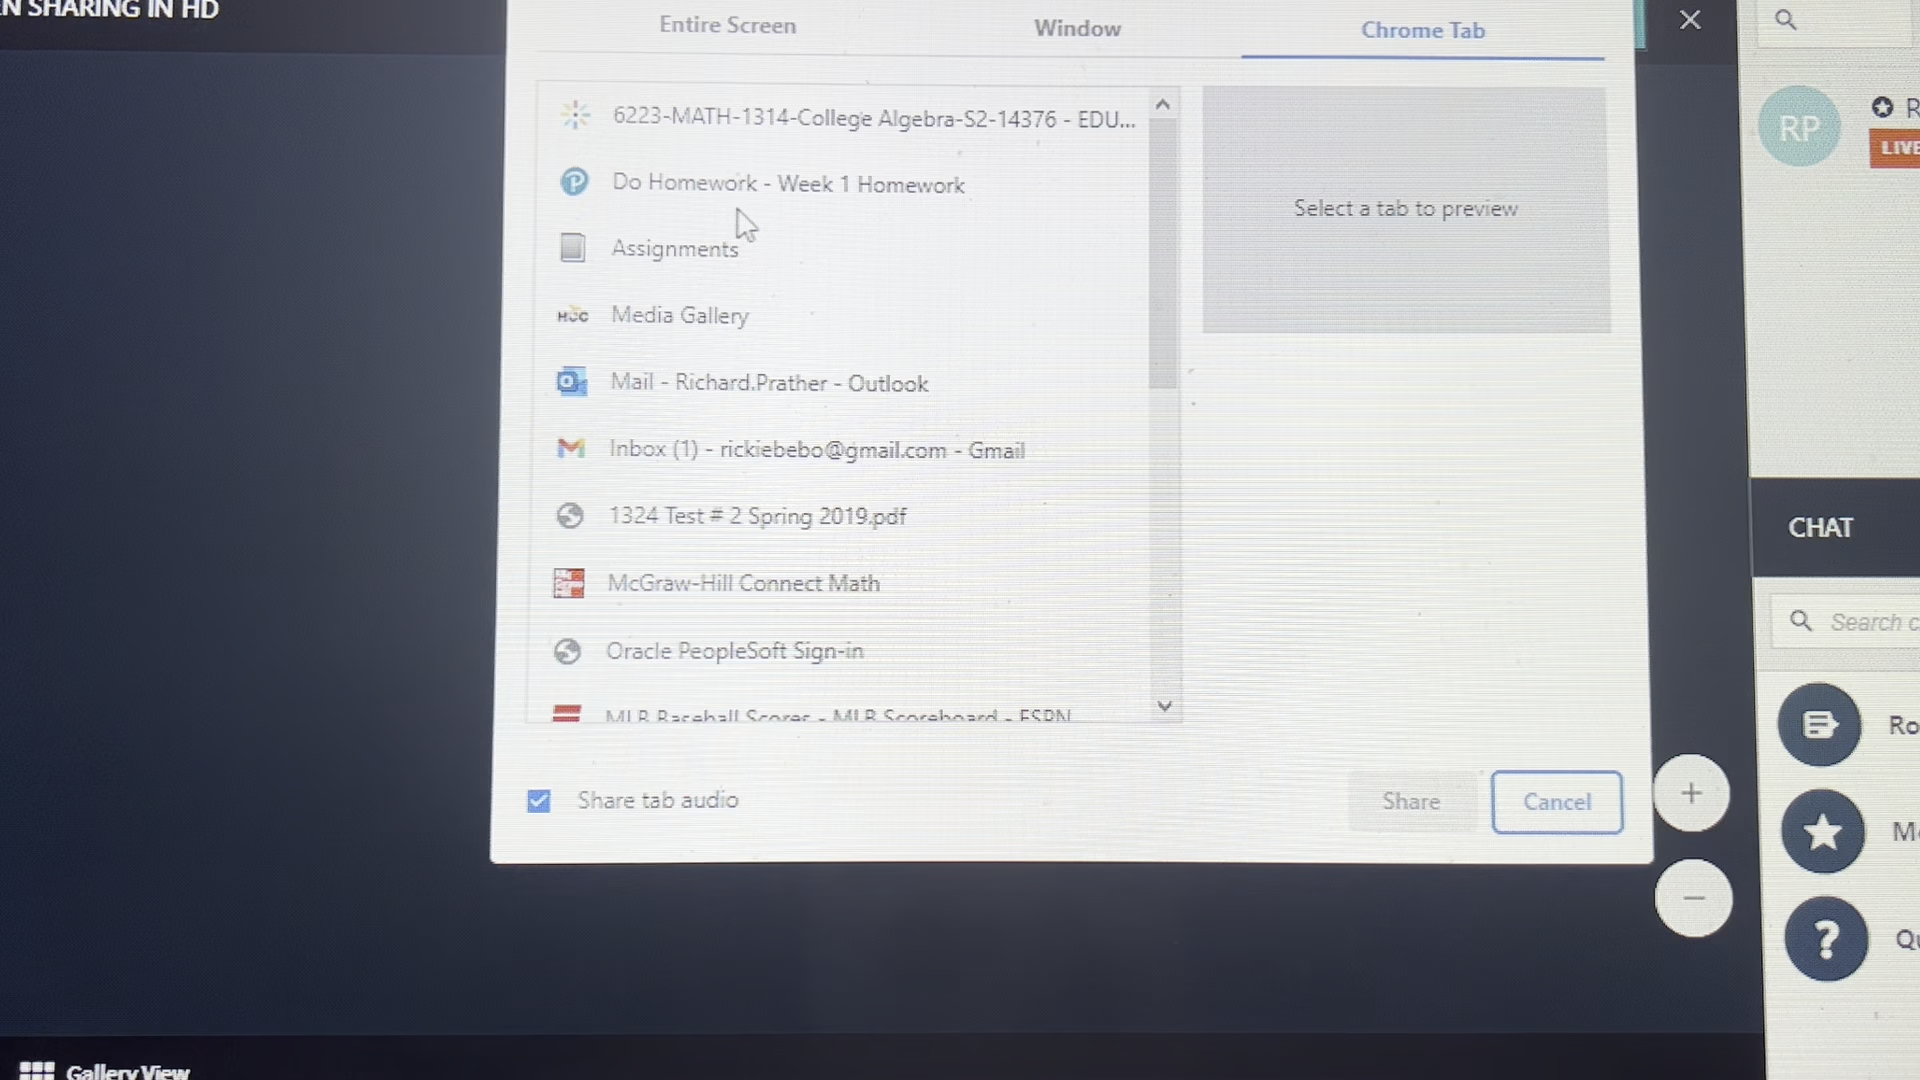 N SHARING IN HD
Entire Screen
Window
Chrome Tab
6223-MATH-1314-College Algebra-S2-14376 - EDU...
Do Homework - Week 1 Homework
Assignments
HCC Media Gallery
Mail - Richard.Prather - Outlook
Inbox (1) - rickiebebo@gmail.com - Gmail
1324 Test # 2 Spring 2019.pdf
McGraw-Hill Connect Math
Oracle PeopleSoft Sign-in
MLB Baseball Scores - MLB Scoreboard - ESPN
Select a tab to preview
Share tab audio
Share
Cancel
RP
R
LIVE
CHAT
Search c
Ro
M
Qu
Gallery View